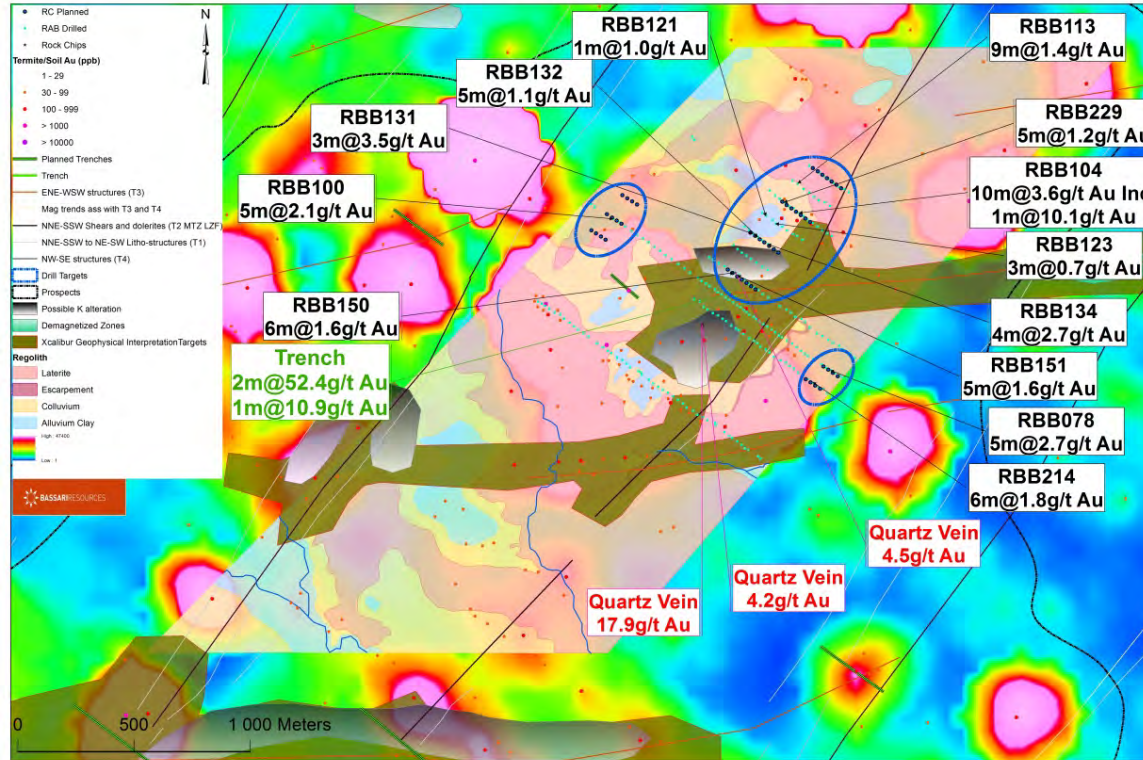 RC Planned
RAB Drilled
Rock Chips
Termite/Soil Au (ppb)
1 - 29
30 - 99
100 - 999
> 1000
> 10000
Planned Trenches
Trench
ENE-WSW structures (T3)
Mag trends ass with T3 and T4
NNE-SSW Shears and dolerites (T2 MTZ LZF)
NNE-SSW to NE-SW Litho-structures (T1)
NW-SE structures (T4)
Drill Targets
Prospects
Possible K alteration
Demagnetized Zones
Xcalibur Geophysical InterpretationTargets
Regolith
Laterite
Escarpment
Colluvium
Alluvium Clay
High : 47400
Low : 1
BASSARI RESOURCES
N
RBB121
1m@1.0g/t Au
RBB113
9m@1.4g/t Au
RBB132
5m@1.1g/t Au
RBB229
5m@1.2g/t Au
RBB131
3m@3.5g/t Au
RBB104
10m@3.6g/t Au Inc
1m@10.1g/t Au
RBB100
5m@2.1g/t Au
RBB123
3m@0.7g/t Au
RBB150
6m@1.6g/t Au
RBB134
4m@2.7g/t Au
Trench
2m@52.4g/t Au
1m@10.9g/t Au
RBB151
5m@1.6g/t Au
RBB078
5m@2.7g/t Au
RBB214
6m@1.8g/t Au
Quartz Vein
4.5g/t Au
Quartz Vein
4.2g/t Au
Quartz Vein
17.9g/t Au
0 500 1 000 Meters